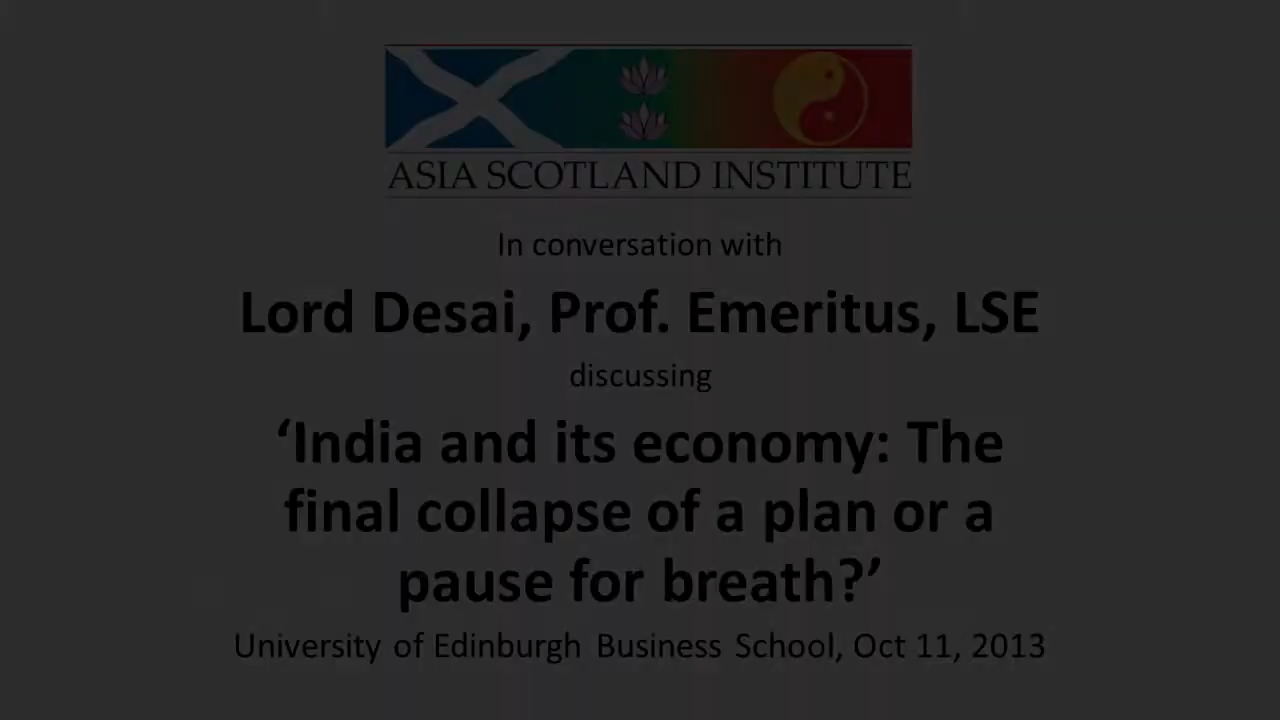 ASIA SCOTLAND INSTITUTE
In conversation with
Lord Desai, Prof. Emeritus, LSE
discussing
‘India and its economy: The
final collapse of a plan or a
pause for breath?’
University of Edinburgh Business School, Oct 11, 2013